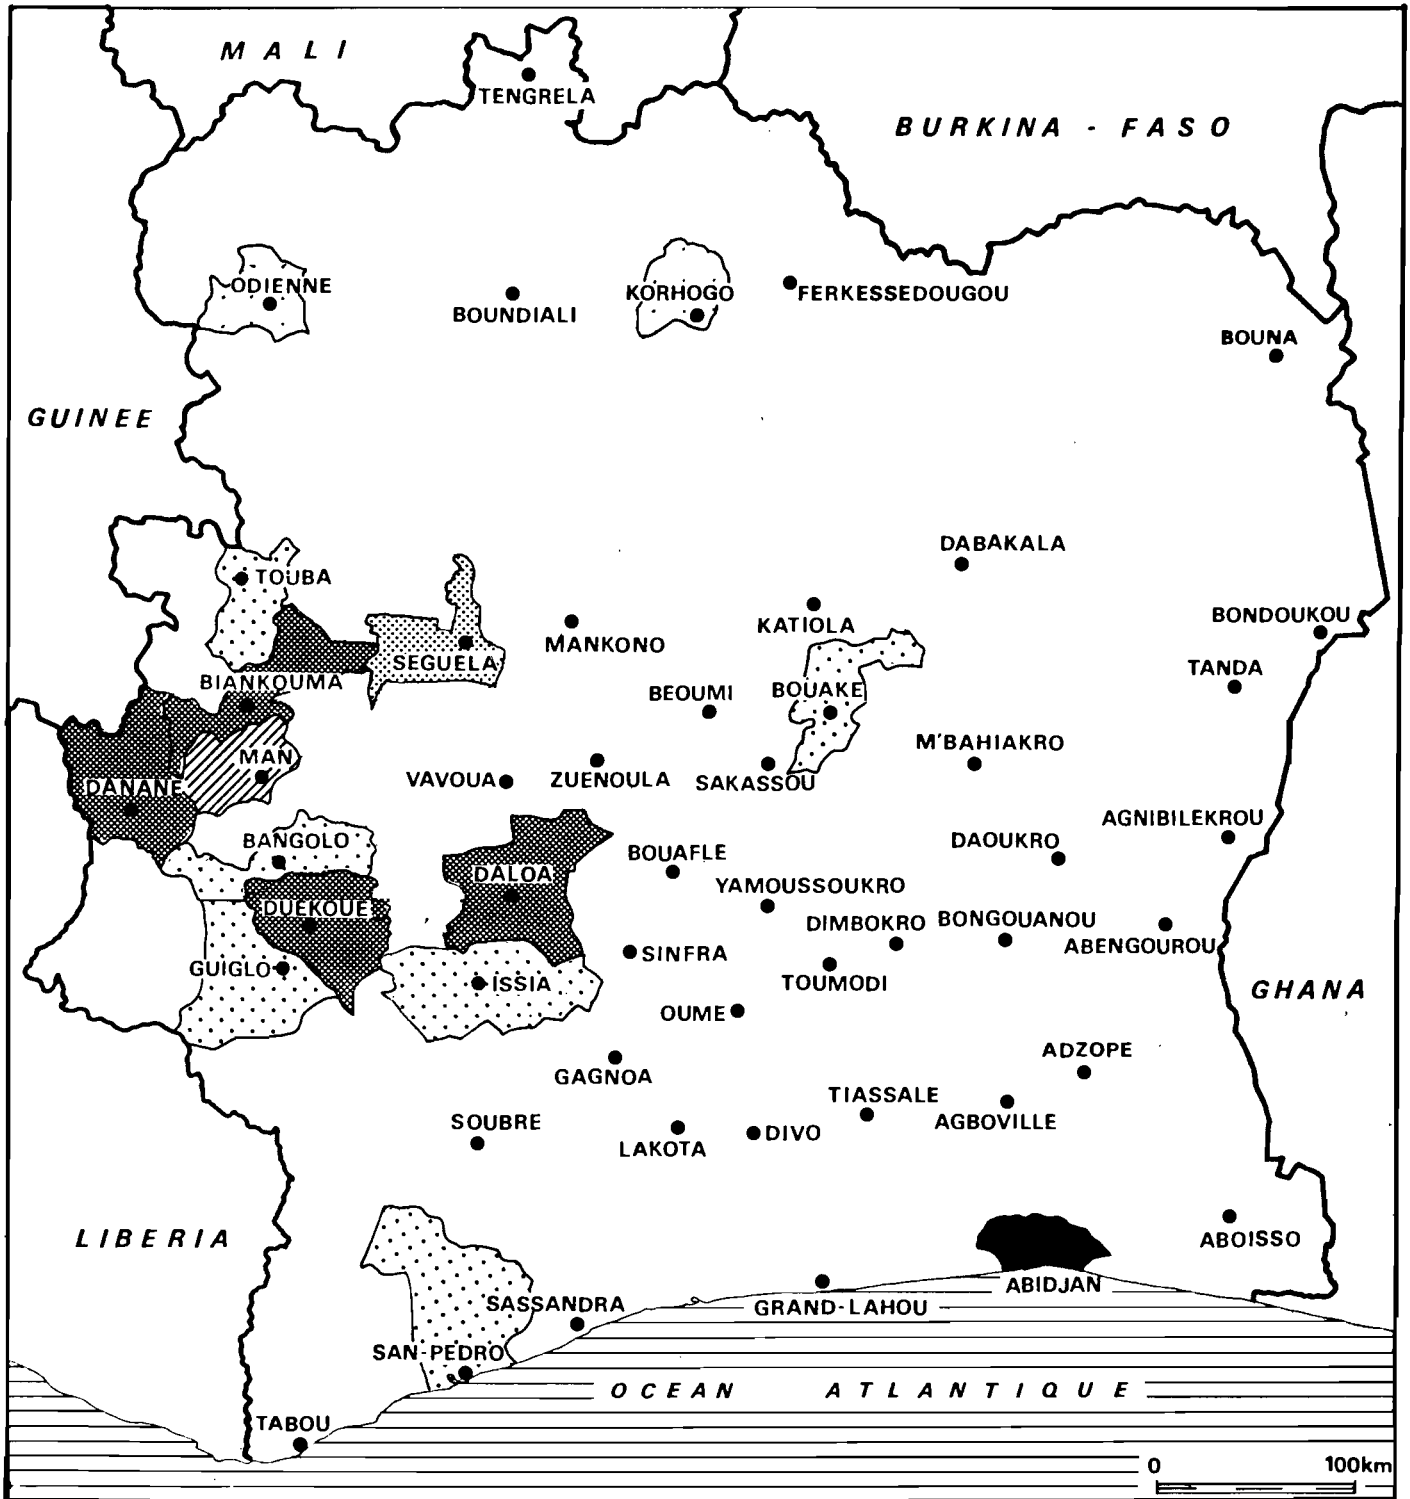 MALI
TENGRELA
BURKINA - FASO
ODIENNE
BOUNDIALI
KORHOGO
FERKESSEDOUGOU
BOUNA
GUINEE
DABAKALA
TOUBA
KATIOLA
BONDOUKOU
MANKONO
SEGUELA
TANDA
BIANKOUMA
BEOUMI
BOUAKE
M'BAHIAKRO
MAN
DANANE
VAVOUA
ZUENOULA
SAKASSOU
AGNIBILEKROU
BANGOLO
DAOUKRO
BOUAFLE
DALOA
YAMOUSSOUKRO
DUEKOUE
DIMBOKRO
BONGOUANOU
ABENGOUROU
SINFRA
GUIGLO
ISSIA
TOUMODI
GHANA
OUME
ADZOPE
GAGNOA
TIASSALE
SOUBRE
AGBOVILLE
DIVO
LAKOTA
LIBERIA
ABOISSO
ABIDJAN
SASSANDRA
GRAND-LAHOU
SAN-PEDRO
OCEAN ATLANTIQUE
TABOU
0 100km